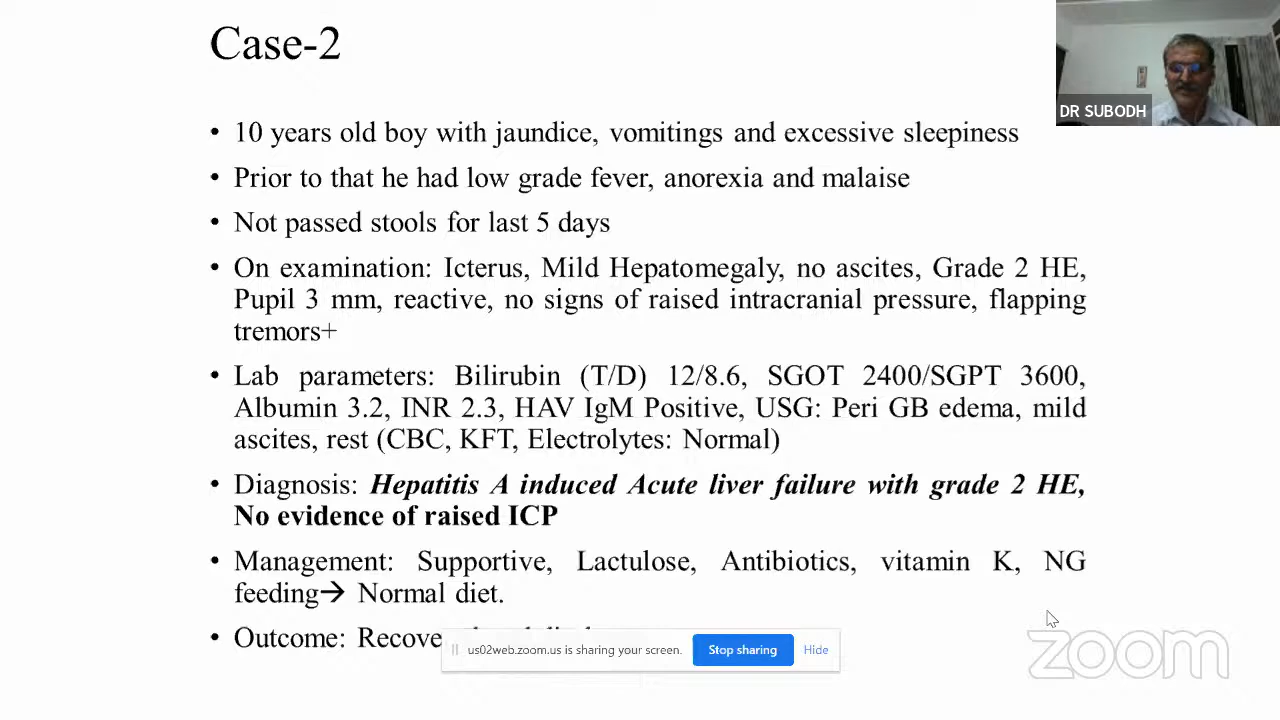 Case-2
DR SUBODH
• 10 years old boy with jaundice, vomitings and excessive sleepiness
• Prior to that he had low grade fever, anorexia and malaise
• Not passed stools for last 5 days
• On examination: Icterus, Mild Hepatomegaly, no ascites, Grade 2 HE,
Pupil 3 mm, reactive, no signs of raised intracranial pressure, flapping
tremors+
• Lab parameters: Bilirubin (T/D) 12/8.6, SGOT 2400/SGPT 3600,
Albumin 3.2, INR 2.3, HAV IgM Positive, USG: Peri GB edema, mild
ascites, rest (CBC, KFT, Electrolytes: Normal)
• Diagnosis: Hepatitis A induced Acute liver failure with grade 2 HE,
No evidence of raised ICP
• Management: Supportive, Lactulose, Antibiotics, vitamin K, NG
feeding→ Normal diet.
• Outcome:
us02web.zoom.us is sharing your screen. Stop sharing Hide
zoom